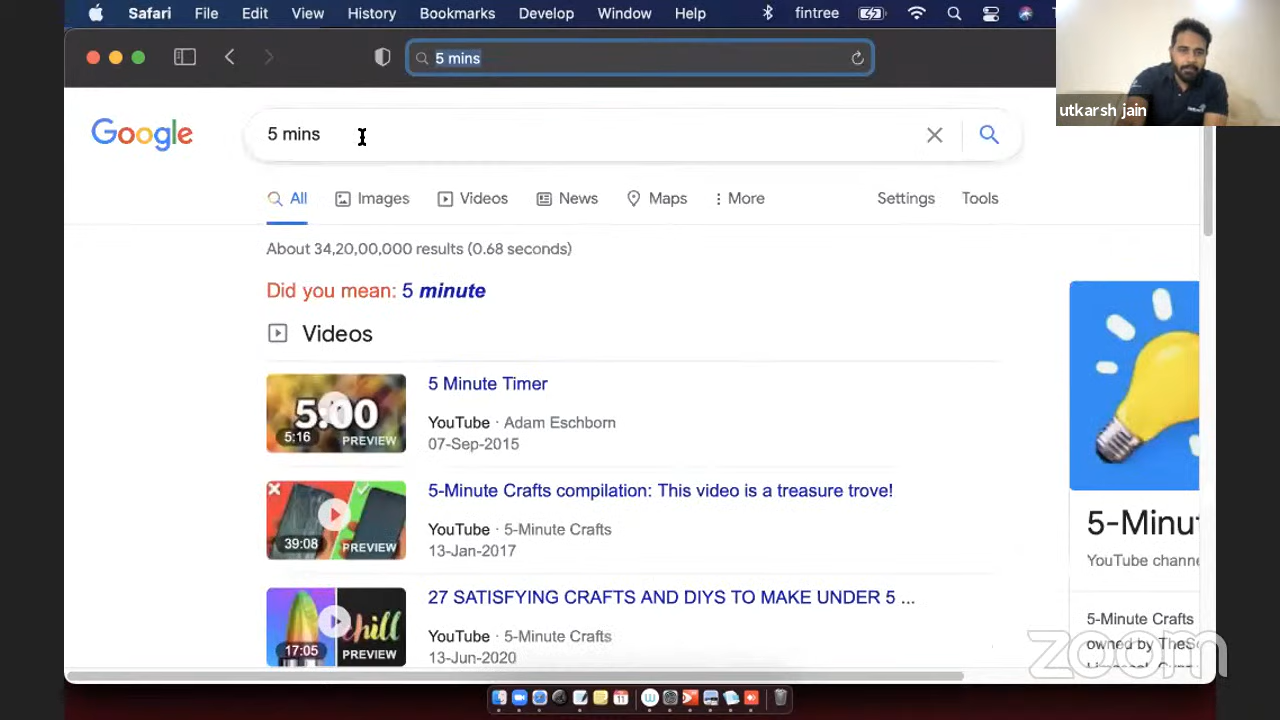 Safari File Edit View History Bookmarks Develop Window Help fintree
5 mins
utkarsh jain
Google
5 mins
All Images Videos News Maps More Settings Tools
About 34,20,00,000 results (0.68 seconds)
Did you mean: 5 minute
Videos
5:00
5:16 PREVIEW
5 Minute Timer
YouTube · Adam Eschborn
07-Sep-2015
39:08 PREVIEW
5-Minute Crafts compilation: This video is a treasure trove!
YouTube · 5-Minute Crafts
13-Jan-2017
chill
17:05 PREVIEW
27 SATISFYING CRAFTS AND DIYS TO MAKE UNDER 5 ...
YouTube · 5-Minute Crafts
13-Jun-2020
5-Minu
YouTube channe
5-Minute Crafts
owned by TheS
zoom
11